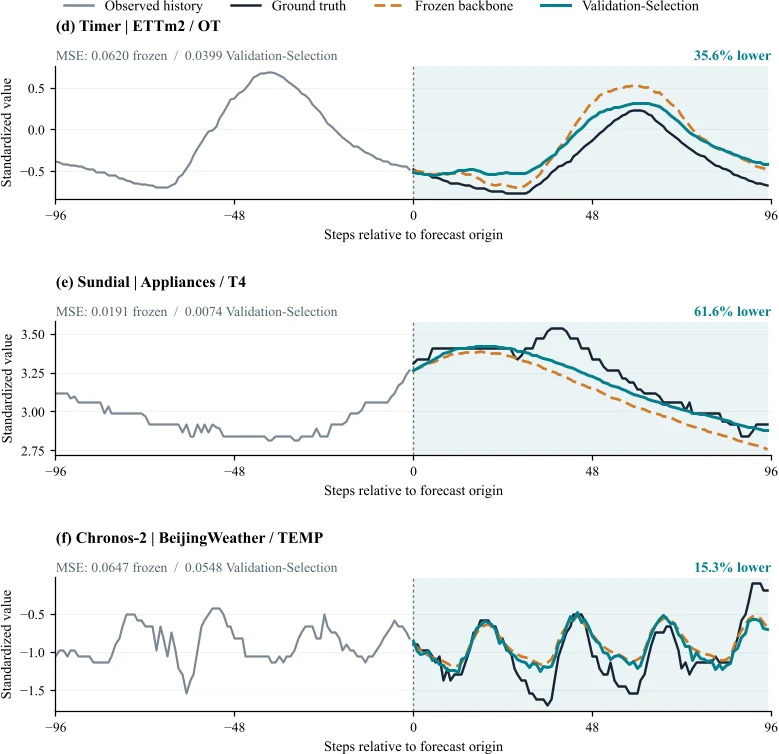 Observed history Ground truth Frozen backbone Validation-Selection
(d) Timer | ETTm2 / OT
MSE: 0.0620 frozen / 0.0399 Validation-Selection 35.6% lower
Standardized value
0.5
0.0
−0.5
−96 −48 0 48 96
Steps relative to forecast origin
(e) Sundial | Appliances / T4
MSE: 0.0191 frozen / 0.0074 Validation-Selection 61.6% lower
Standardized value
3.50
3.25
3.00
2.75
−96 −48 0 48 96
Steps relative to forecast origin
(f) Chronos-2 | BeijingWeather / TEMP
MSE: 0.0647 frozen / 0.0548 Validation-Selection 15.3% lower
Standardized value
−0.5
−1.0
−1.5
−96 −48 0 48 96
Steps relative to forecast origin